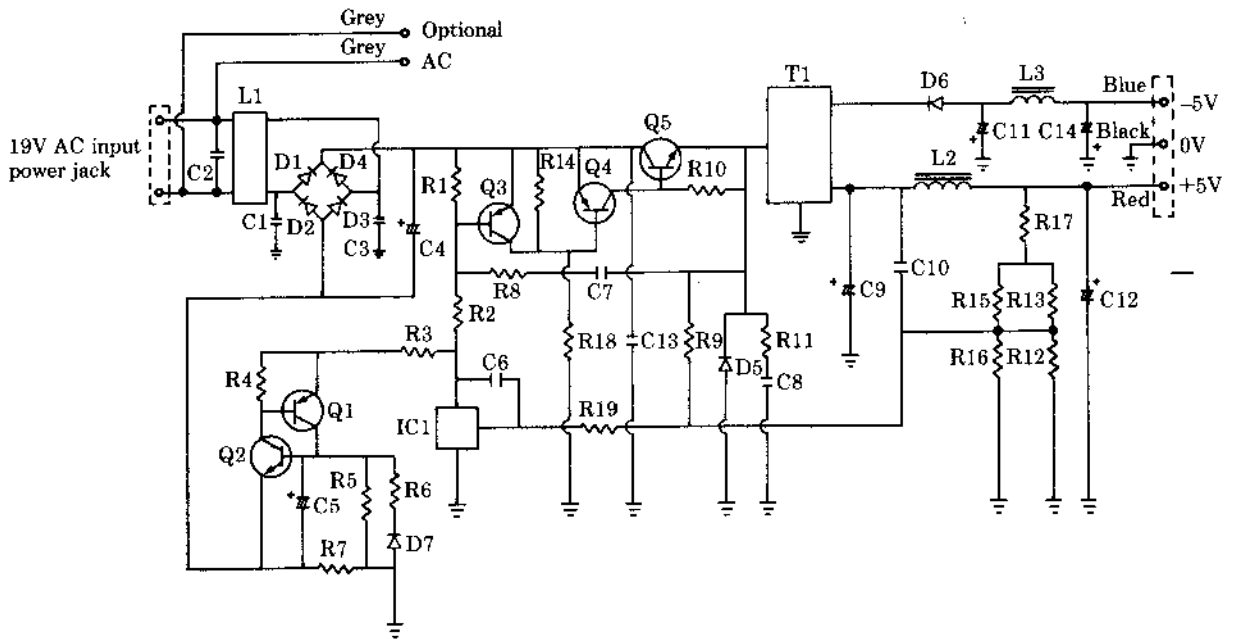 Grey
Optional
Grey
AC
L1
19V AC input
power jack
C2
D1
D4
C1
D2
D3
C3
C4
R1
Q3
R14
Q4
Q5
R10
T1
D6
L3
Blue
–5V
C11
C14
Black
0V
L2
+5V
Red
R17
R8
C7
R2
R3
C6
R18
C13
R9
D5
R11
C8
C9
C10
R15
R13
C12
R16
R12
R4
Q1
Q2
IC1
R19
C5
R5
R6
R7
D7